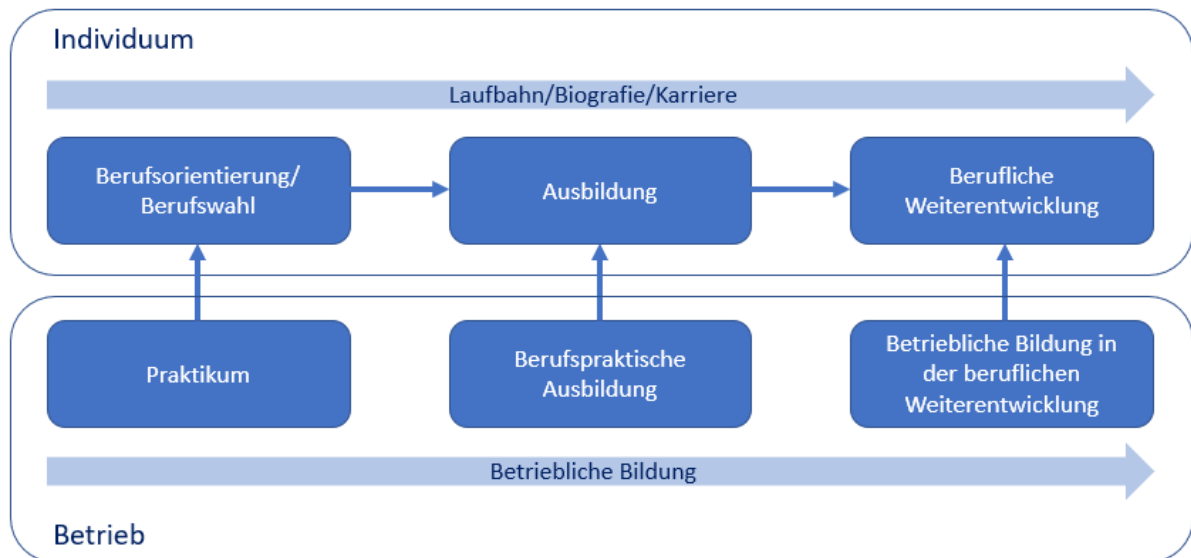 Individuum
Laufbahn/Biografie/Karriere
Berufsorientierung/
Berufswahl
Ausbildung
Berufliche
Weiterentwicklung
Praktikum
Berufspraktische
Ausbildung
Betriebliche Bildung in
der beruflichen
Weiterentwicklung
Betriebliche Bildung
Betrieb